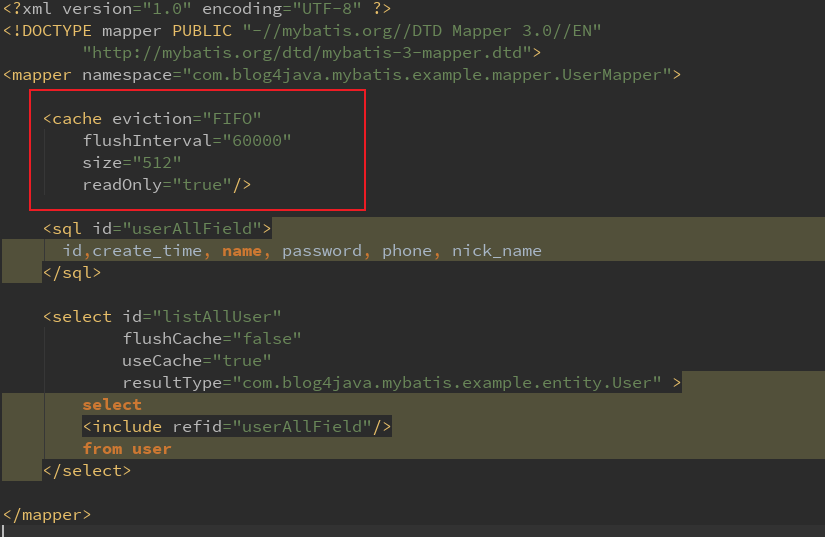 <?xml version="1.0" encoding="UTF-8" ?>
<!DOCTYPE mapper PUBLIC "-//mybatis.org//DTD Mapper 3.0//EN"
"http://mybatis.org/dtd/mybatis-3-mapper.dtd">
<mapper namespace="com.blog4java.mybatis.example.mapper.UserMapper">
<cache eviction="FIFO"
flushInterval="60000"
size="512"
readOnly="true"/>
<sql id="userAllField">
id,create_time, name, password, phone, nick_name
</sql>
<select id="listAllUser"
flushCache="false"
useCache="true"
resultType="com.blog4java.mybatis.example.entity.User" >
select
<include refid="userAllField"/>
from user
</select>
</mapper>